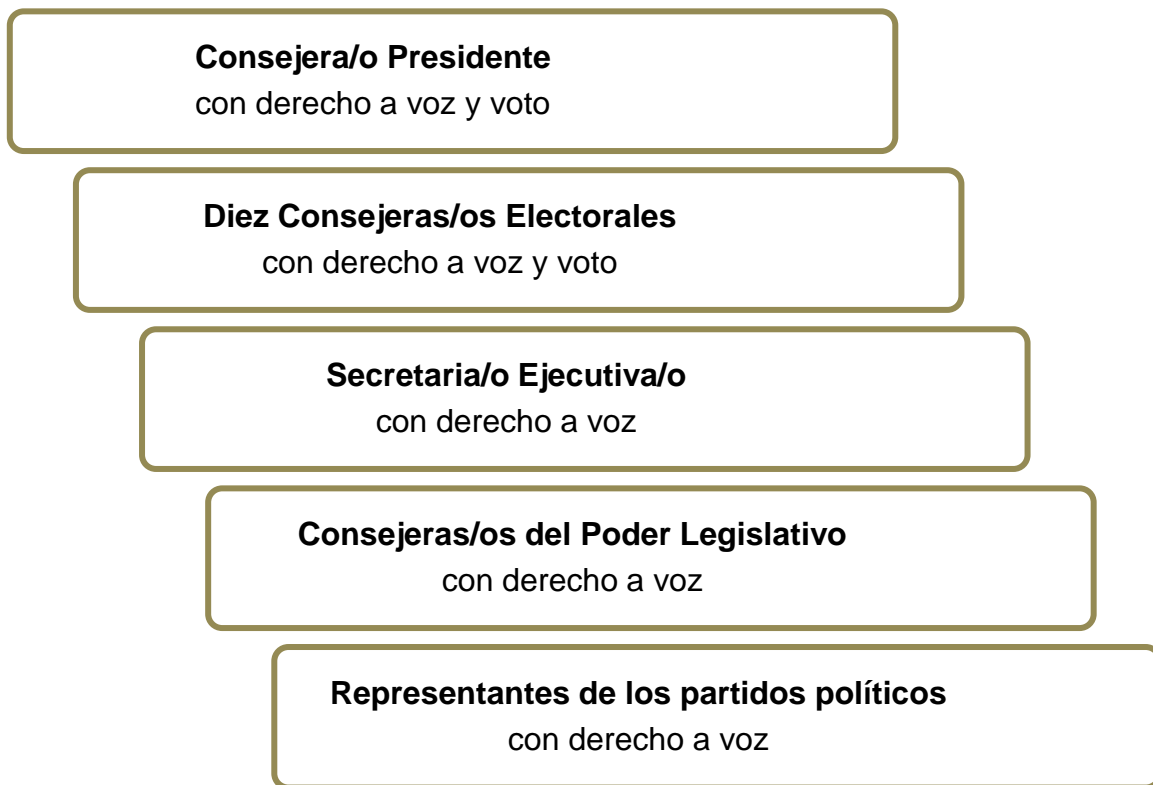 Consejera/o Presidente
con derecho a voz y voto
Diez Consejeras/os Electorales
con derecho a voz y voto
Secretaria/o Ejecutiva/o
con derecho a voz
Consejeras/os del Poder Legislativo
con derecho a voz
Representantes de los partidos políticos
con derecho a voz